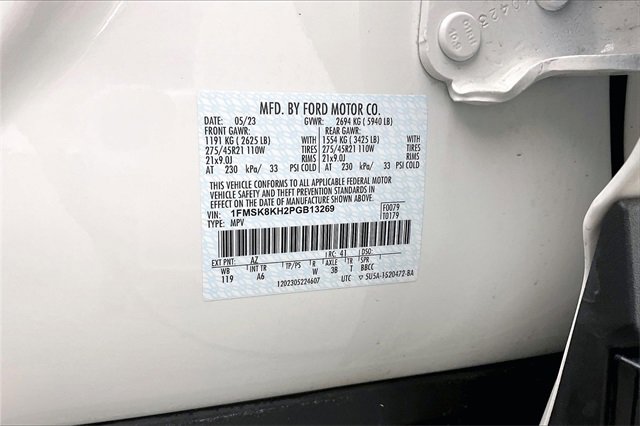 MFD. BY FORD MOTOR CO.
DATE: 05/23 GVWR: 2694 KG ( 5940 LB)
FRONT GAWR: REAR GAWR:
1191 KG ( 2625 LB) WITH 1554 KG ( 3425 LB) WITH
275/45R21 110W TIRES 275/45R21 110W TIRES
21x9.0J RIMS 21x9.0J RIMS
AT 230 kPa/ 33 PSI COLD AT 230 kPa/ 33 PSI COLD
THIS VEHICLE CONFORMS TO ALL APPLICABLE FEDERAL MOTOR
VEHICLE SAFETY AND THEFT PREVENTION STANDARDS IN
EFFECT ON THE DATE OF MANUFACTURE SHOWN ABOVE.
VIN: 1FMSK8KH2PGB13269 F0079
TYPE: MPV T0179
EXT PNT: AZ RC: 41 DSO:
WB INT TR TP/PS R AXLE TR SPR
119 A6 W 3B T BBCC
1202305224607 UTC ▽ 5U5A-1520472-BA